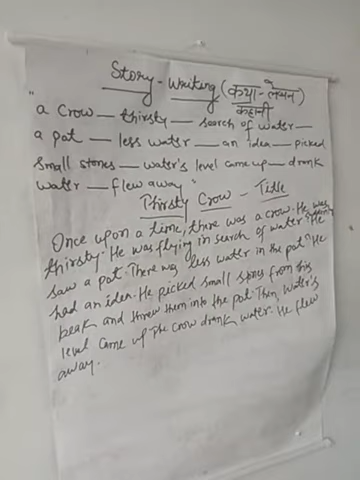 Story-Writing (कथा-लेखन)
कहानी
"a crow — thirsty — search of water —
a pot — less water — an idea — picked
small stones — water's level came up — drank
water — flew away"
Thirsty Crow - Title
Once upon a time, there was a crow. He was
thirsty. He was flying in search of water. He
saw a pot. There was less water in the pot. He
had an idea. He picked small stones from his
beak and threw them into the pot. Then, water's
level came up. The crow drank water. He flew
away.